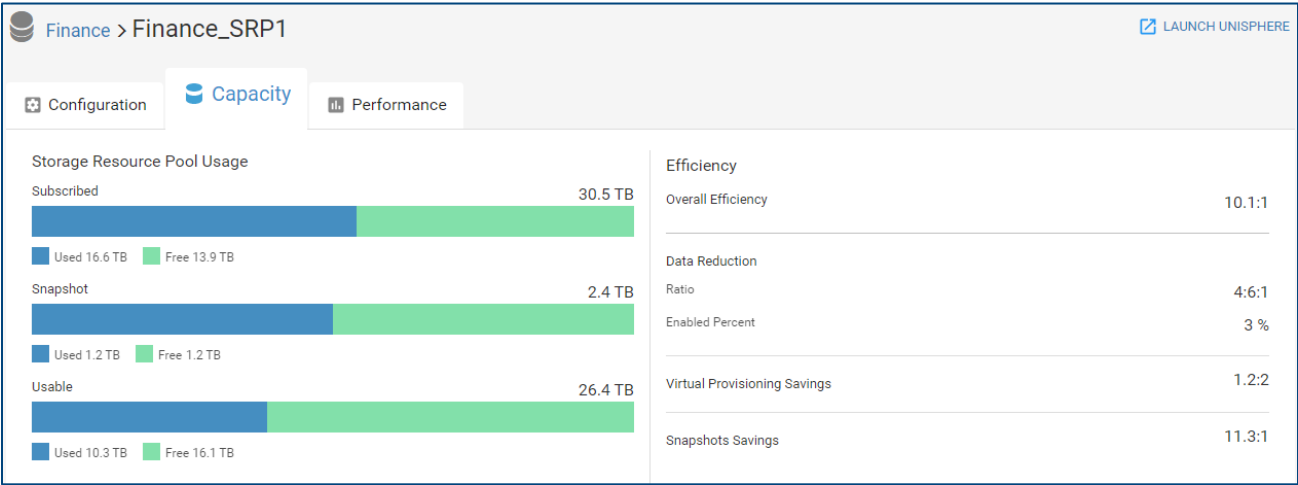 Finance > Finance_SRP1
LAUNCH UNISPHERE
Configuration
Capacity
Performance
Storage Resource Pool Usage
Subscribed
30.5 TB
Used 16.6 TB
Free 13.9 TB
Snapshot
2.4 TB
Used 1.2 TB
Free 1.2 TB
Usable
26.4 TB
Used 10.3 TB
Free 16.1 TB
Efficiency
Overall Efficiency
10.1:1
Data Reduction
Ratio
4:6:1
Enabled Percent
3 %
Virtual Provisioning Savings
1.2:2
Snapshots Savings
11.3:1